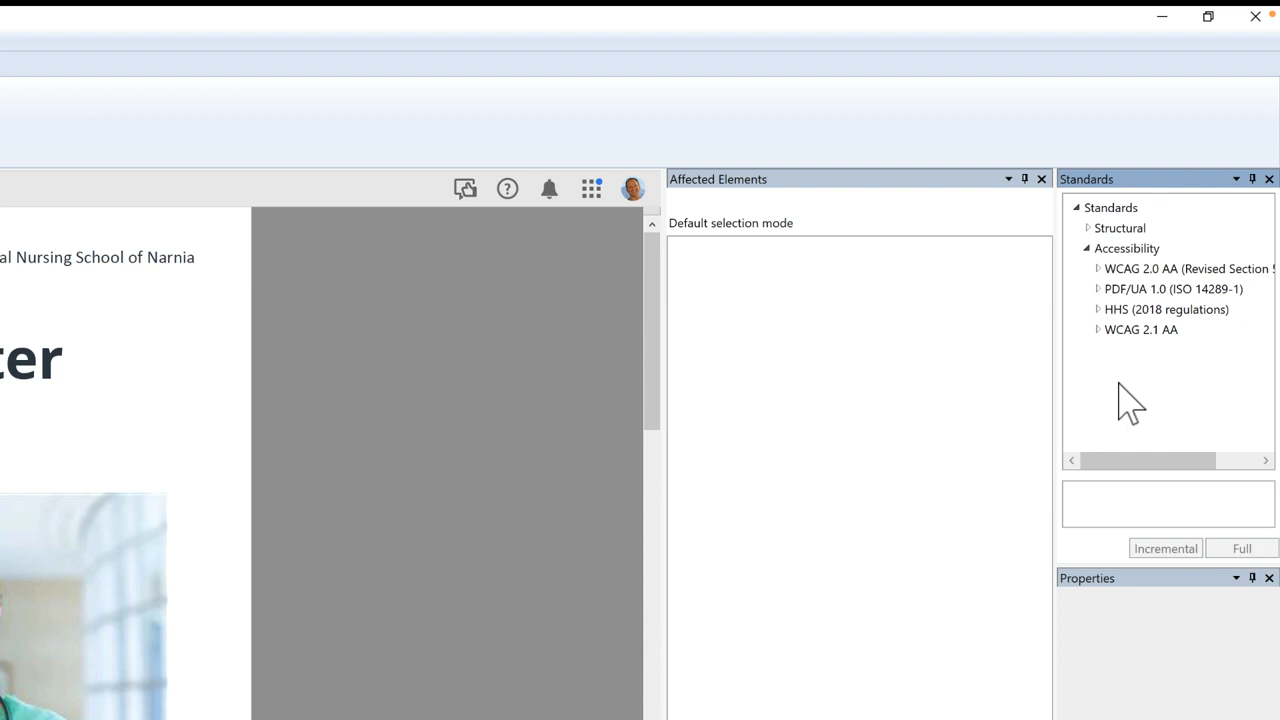 al Nursing School of Narnia
ter
Affected Elements
Default selection mode
Standards
Standards
Structural
Accessibility
WCAG 2.0 AA (Revised Section
PDF/UA 1.0 (ISO 14289-1)
HHS (2018 regulations)
WCAG 2.1 AA
Incremental
Full
Properties